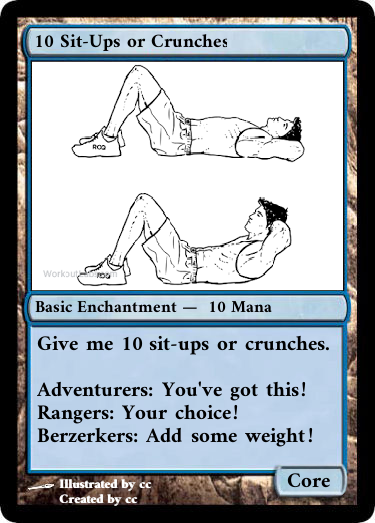 10 Sit-Ups or Crunches
RGQ
Basic Enchantment — 10 Mana
Give me 10 sit-ups or crunches.
Adventurers: You've got this!
Rangers: Your choice!
Berzerkers: Add some weight!
Core
Illustrated by cc
Created by cc